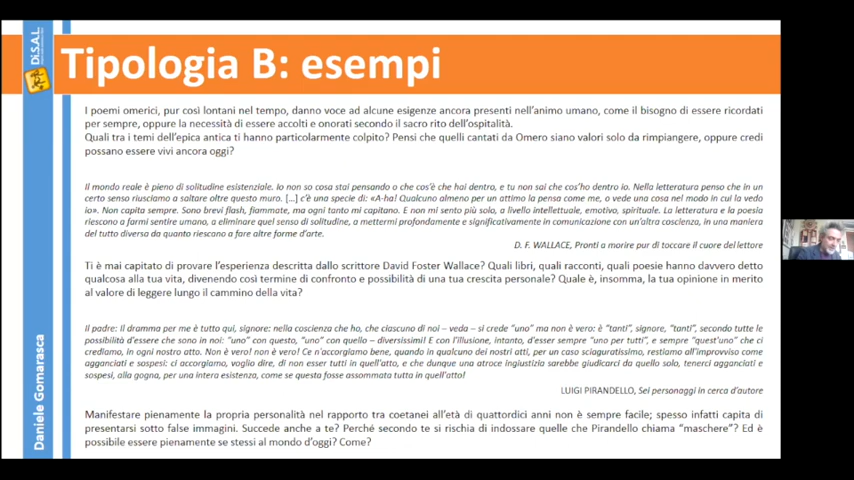 Di.S.A.L.
Tipologia B: esempi
I poemi omerici, pur così lontani nel tempo, danno voce ad alcune esigenze ancora presenti nell'animo umano, come il bisogno di essere ricordati
per sempre, oppure la necessità di essere accolti e onorati secondo il sacro rito dell'ospitalità.
Quali tra i temi dell'epica antica ti hanno particolarmente colpito? Pensi che quelli cantati da Omero siano valori solo da rimpiangere, oppure credi
possano essere vivi ancora oggi?
Il mondo reale è pieno di solitudine esistenziale. Io non so cosa stai pensando o che cos'è che hai dentro, e tu non sai che cos'ho dentro io. Nella letteratura penso che in un
certo senso riusciamo a saltare oltre questo muro. [...] c'è una specie di: «A-ha! Qualcuno almeno per un attimo la pensa come me, o vede una cosa nel modo in cui la vedo
io». Non capita sempre. Sono brevi flash, fiammate, ma ogni tanto mi capitano. E non mi sento più solo, a livello intellettuale, emotivo, spirituale. La letteratura e la poesia
riescono a farmi sentire umano, a eliminare quel senso di solitudine, a mettermi profondamente e significativamente in comunicazione con un'altra coscienza, in una maniera
del tutto diversa da quanto riescano a fare altre forme d'arte.
D. F. WALLACE, Pronti a morire pur di toccare il cuore del lettore
Ti è mai capitato di provare l'esperienza descritta dallo scrittore David Foster Wallace? Quali libri, quali racconti, quali poesie hanno davvero detto
qualcosa alla tua vita, divenendo così termine di confronto e possibilità di una tua crescita personale? Quale è, insomma, la tua opinione in merito
al valore di leggere lungo il cammino della vita?
Il padre: Il dramma per me è tutto qui, signore: nella coscienza che ho, che ciascuno di noi – veda – si crede "uno" ma non è vero: è "tanti", signore, "tanti", secondo tutte le
possibilità d'essere che sono in noi: "uno" con questo, "uno" con quello – diversissimi! E con l'illusione, intanto, d'esser sempre "uno per tutti", e sempre "quest'uno" che ci
crediamo, in ogni nostro atto. Non è vero! non è vero! Ce n'accorgiamo bene, quando in qualcuno dei nostri atti, per un caso sciaguratissimo, restiamo all'improvviso come
agganciati e sospesi: ci accorgiamo, voglio dire, di non esser tutti in quell'atto, e che dunque una atroce ingiustizia sarebbe giudicarci da quello solo, tenerci agganciati e
sospesi, alla gogna, per una intera esistenza, come se questa fosse assommata tutta in quell'atto!
LUIGI PIRANDELLO, Sei personaggi in cerca d'autore
Manifestare pienamente la propria personalità nel rapporto tra coetanei all'età di quattordici anni non è sempre facile; spesso infatti capita di
presentarsi sotto false immagini. Succede anche a te? Perché secondo te si rischia di indossare quelle che Pirandello chiama "maschere"? Ed è
possibile essere pienamente se stessi al mondo d'oggi? Come?
Daniele Gomarasca